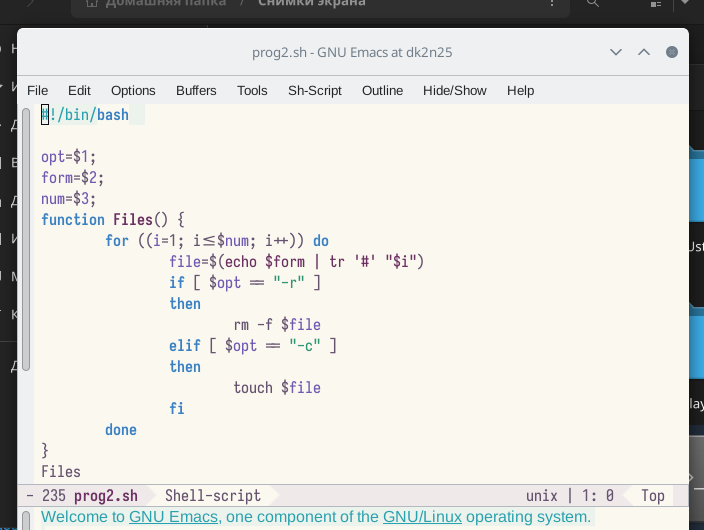 Домашняя папка / Снимки экрана
prog2.sh - GNU Emacs at dk2n25
File Edit Options Buffers Tools Sh-Script Outline Hide/Show Help
#!/bin/bash
opt=$1;
form=$2;
num=$3;
function Files() {
for ((i=1; i<=$num; i++)) do
file=$(echo $form | tr '#' "$i")
if [ $opt == "-r" ]
then
rm -f $file
elif [ $opt == "-c" ]
then
touch $file
fi
done
}
Files
- 235 prog2.sh Shell-script unix | 1: 0 Top
Welcome to GNU Emacs, one component of the GNU/Linux operating system.